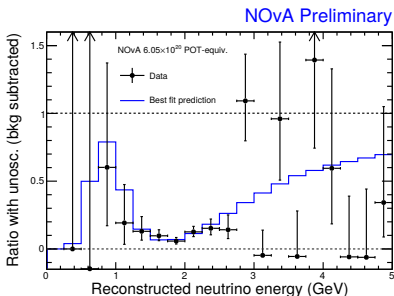 NOvA Preliminary
NOvA 6.05×10²⁰ POT-equiv.
Data
Best fit prediction
Ratio with unosc. (bkg subtracted)
1.5
1
0.5
0
0 1 2 3 4 5
Reconstructed neutrino energy (GeV)